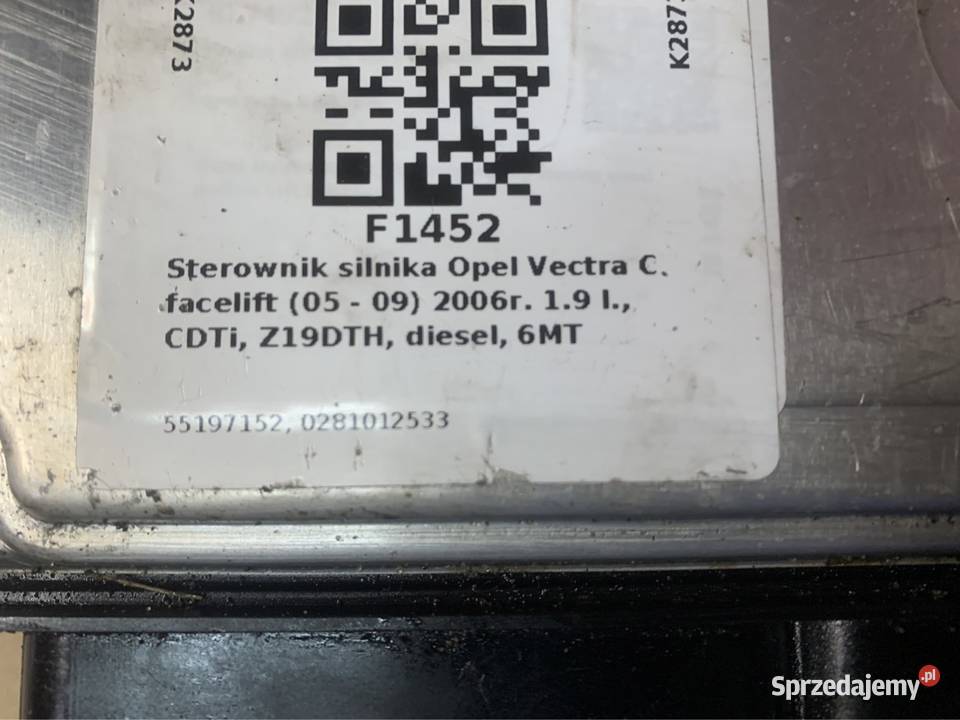 K2873
K2873
F1452
Sterownik silnika Opel Vectra C,
facelift (05 - 09) 2006r. 1.9 l.,
CDTi, Z19DTH, diesel, 6MT
55197152, 0281012533
Sprzedajemy.pl